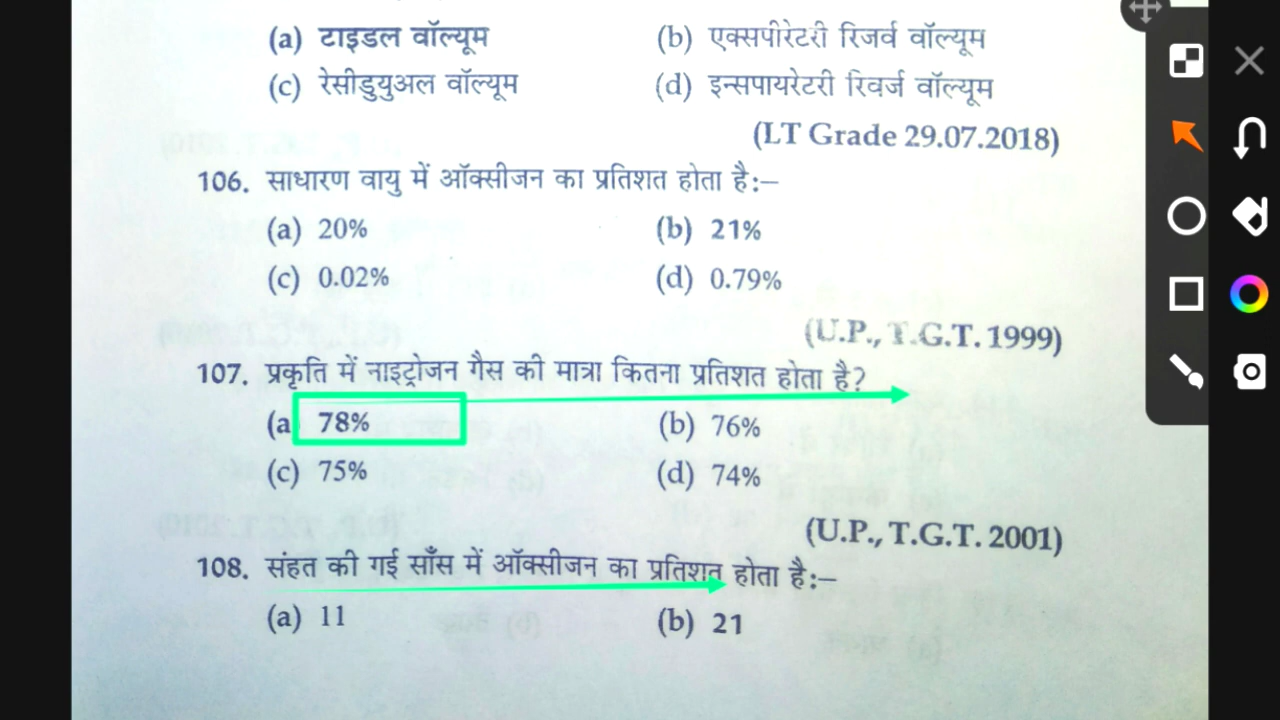 (a) टाइडल वॉल्यूम (b) एक्सपीरेटरी रिजर्व वॉल्यूम
(c) रेसीडुयुअल वॉल्यूम (d) इन्सपायरेटरी रिवर्ज वॉल्यूम
(LT Grade 29.07.2018)
106. साधारण वायु में ऑक्सीजन का प्रतिशत होता है:–
(a) 20% (b) 21%
(c) 0.02% (d) 0.79%
(U.P., T.G.T. 1999)
107. प्रकृति में नाइट्रोजन गैस की मात्रा कितना प्रतिशत होता है?
(a 78% (b) 76%
(c) 75% (d) 74%
(U.P., T.G.T. 2001)
108. संहत की गई साँस में ऑक्सीजन का प्रतिशत होता है:–
(a) 11 (b) 21